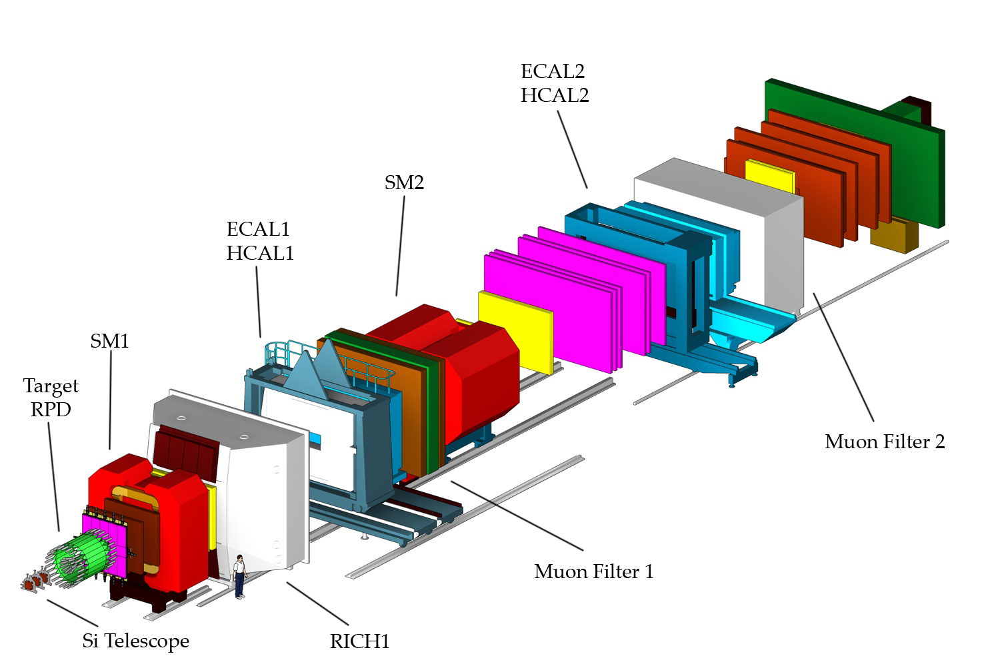 ECAL2
HCAL2
SM2
ECAL1
HCAL1
SM1
Target
RPD
Muon Filter 2
Muon Filter 1
Si Telescope
RICH1